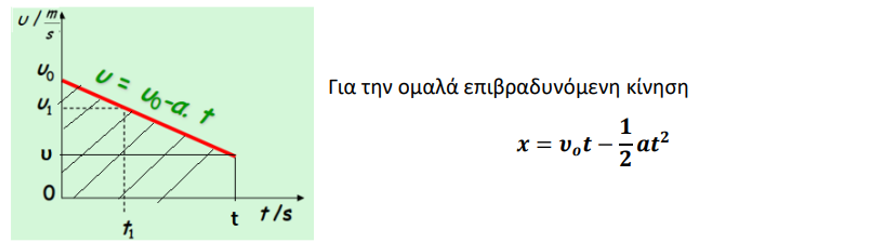 υ / m/s
υ₀
υ = υ₀-α. t
υ₁
υ
0
t₁
t
t/s
Για την ομαλά επιβραδυνόμενη κίνηση
x = υₒt − 1/2 at²